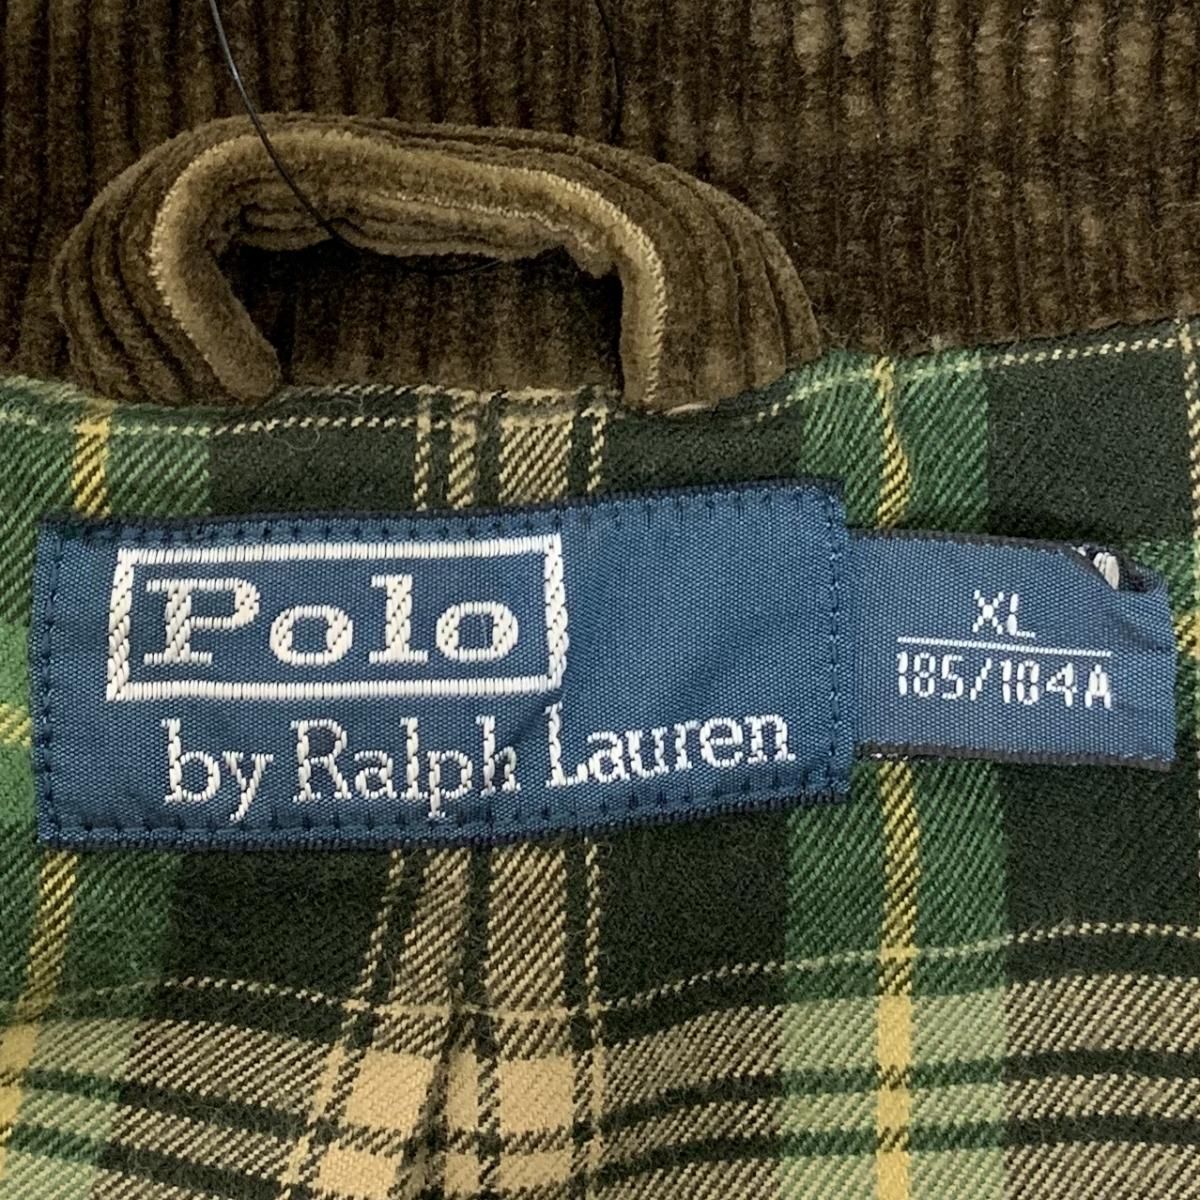 Polo
by Ralph Lauren
XL
185/104A